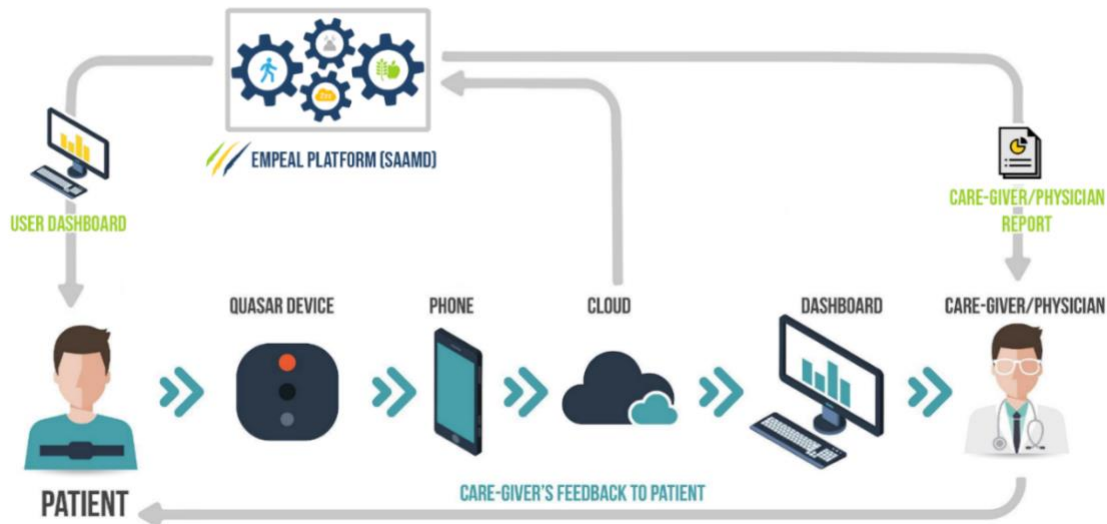 EMPEAL PLATFORM (SAAMD)
USER DASHBOARD
CARE-GIVER/PHYSICIAN
REPORT
QUASAR DEVICE
PHONE
CLOUD
DASHBOARD
CARE-GIVER/PHYSICIAN
PATIENT
CARE-GIVER'S FEEDBACK TO PATIENT